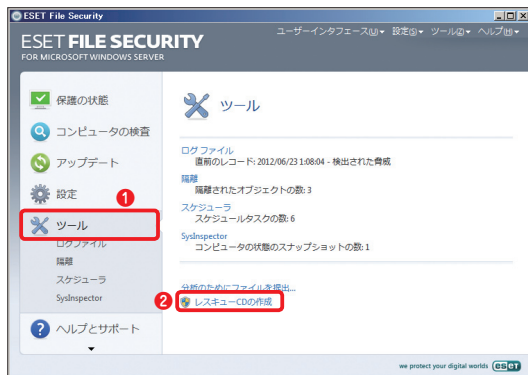 ESET File Security
ESET FILE SECURITY
FOR MICROSOFT WINDOWS SERVER
ユーザーインタフェース(U)▾ 設定(S)▾ ツール(Z)▾ ヘルプ(H)▾
保護の状態
コンピュータの検査
アップデート
設定
1
ツール
ログファイル
隔離
スケジューラ
SysInspector
ヘルプとサポート
ツール
ログ ファイル
直前のレコード: 2012/06/23 1:08:04 - 検出された脅威
隔離
隔離されたオブジェクトの数: 3
スケジューラ
スケジュールタスクの数: 6
SysInspector
コンピュータの状態のスナップショットの数: 1
分析のためにファイルを提出...
2 レスキューCDの作成
we protect your digital worlds eset